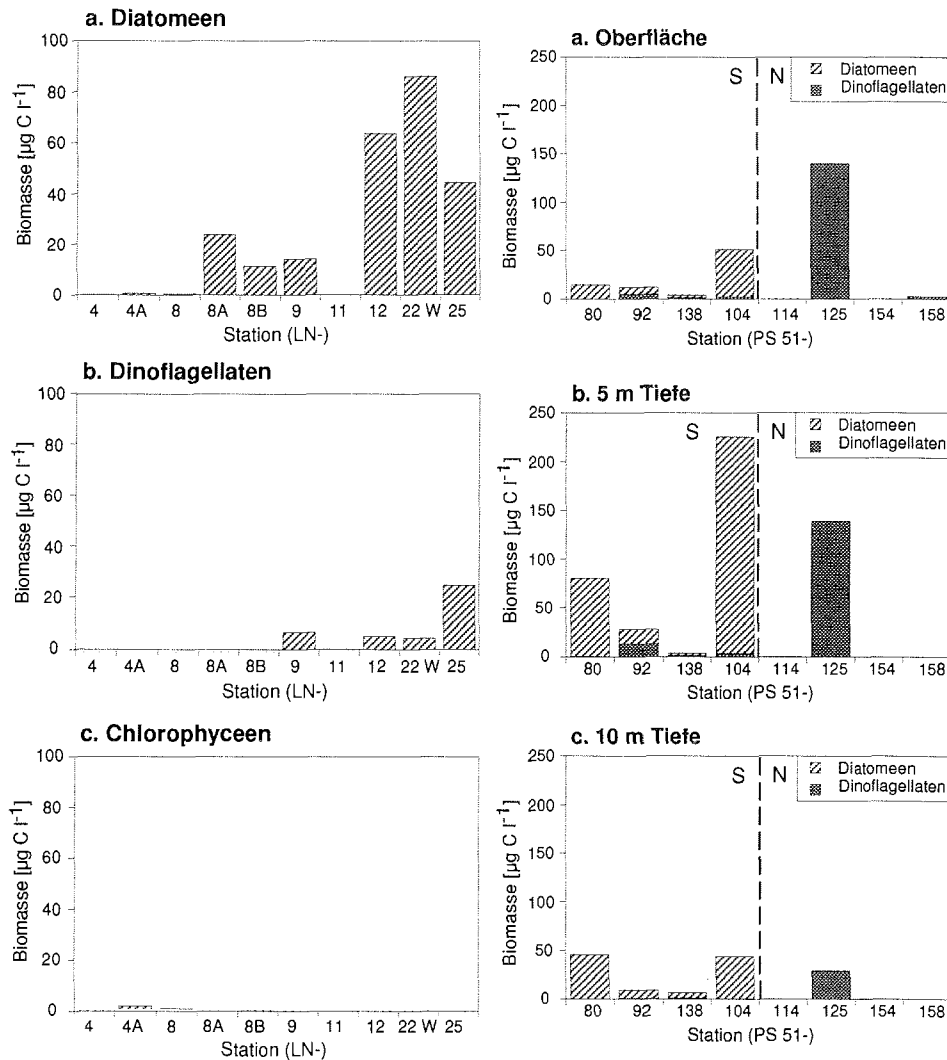 a. Diatomeen
Biomasse [µg C l⁻¹]
100
80
60
40
20
0
4 4A 8 8A 8B 9 11 12 22 W 25
Station (LN-)
b. Dinoflagellaten
Biomasse [µg C l⁻¹]
100
80
60
40
20
0
4 4A 8 8A 8B 9 11 12 22 W 25
Station (LN-)
c. Chlorophyceen
Biomasse [µg C l⁻¹]
100
80
60
40
20
0
4 4A 8 8A 8B 9 11 12 22 W 25
Station (LN-)
a. Oberfläche
Biomasse [µg C l⁻¹]
250
200
150
100
50
0
S N
Diatomeen
Dinoflagellaten
80 92 138 104 114 125 154 158
Station (PS 51-)
b. 5 m Tiefe
Biomasse [µg C l⁻¹]
250
200
150
100
50
0
S N
Diatomeen
Dinoflagellaten
80 92 138 104 114 125 154 158
Station (PS 51-)
c. 10 m Tiefe
Biomasse [µg C l⁻¹]
250
200
150
100
50
0
S N
Diatomeen
Dinoflagellaten
80 92 138 104 114 125 154 158
Station (PS 51-)